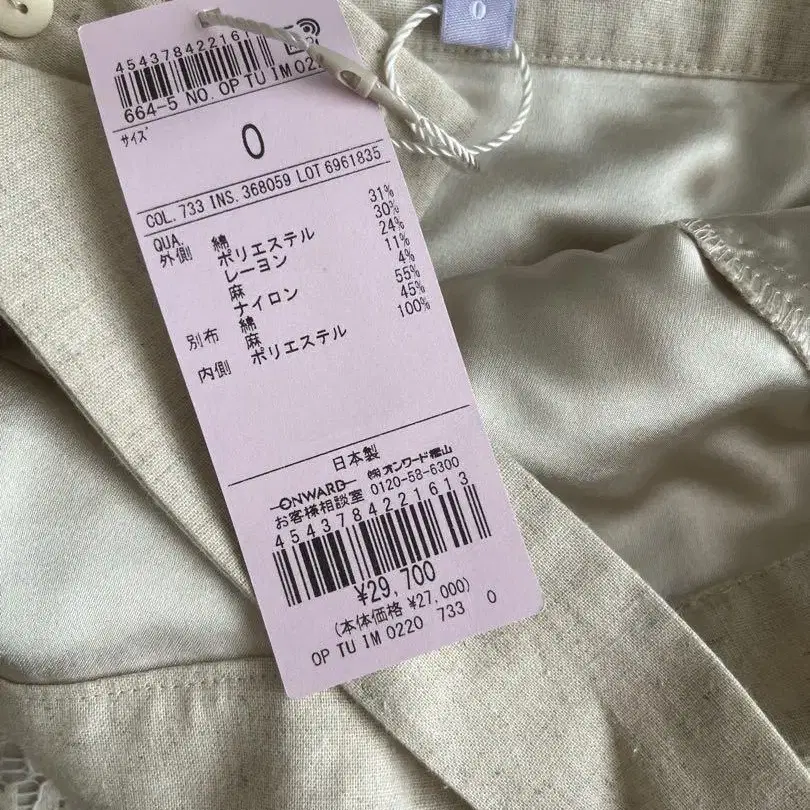 0
45437842216
664-5 NO. OP TU IM 022
サイズ
0
COL. 733 INS. 368059 LOT 6961835
QUA.
外側 綿 31%
ポリエステル 30%
レーヨン 24%
麻 11%
ナイロン 4%
別布 綿 55%
麻 45%
内側 ポリエステル 100%
日本製
ONWARD ㈱オンワード樫山
お客様相談室 0120-58-6300
4543784221613
¥29,700
(本体価格 ¥27,000)
OP TU IM 0220 733 0